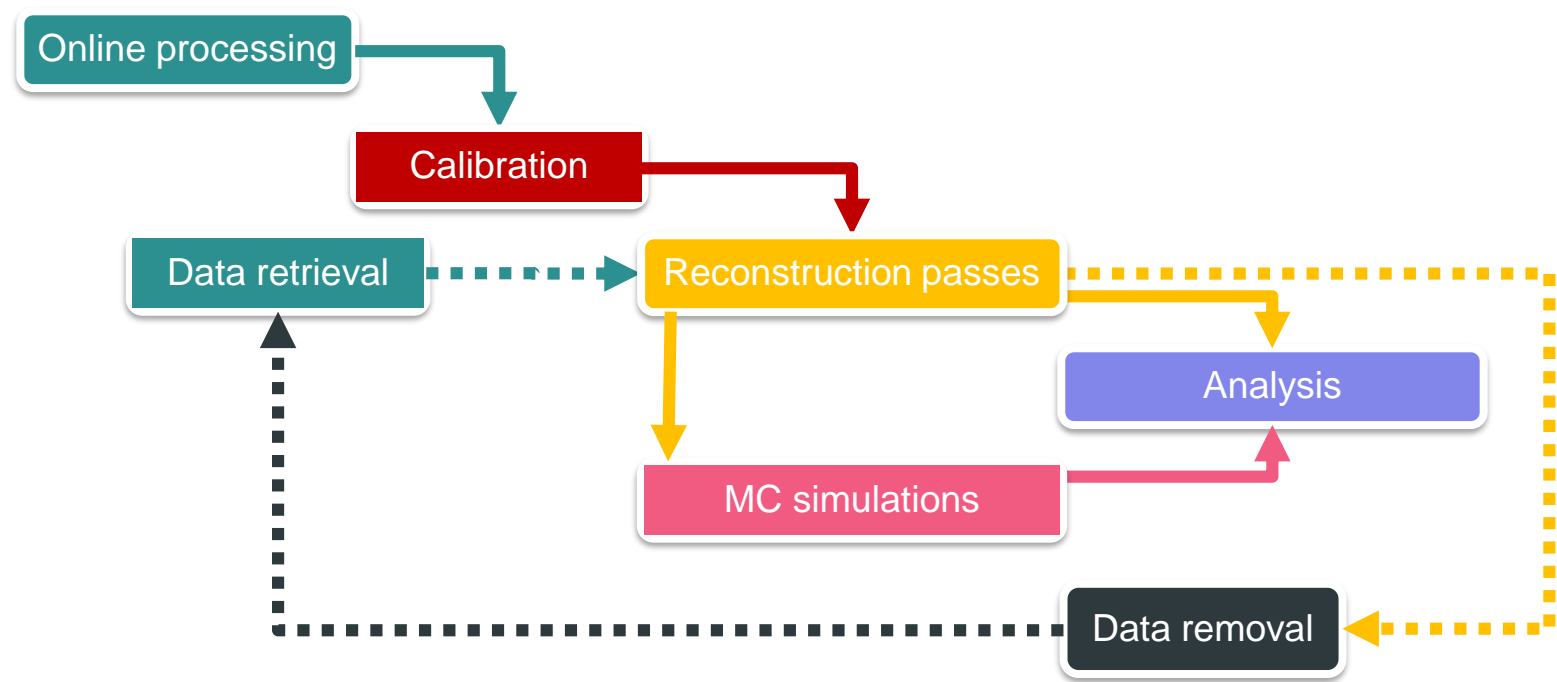 Online processing
Calibration
Data retrieval
Reconstruction passes
Analysis
MC simulations
Data removal